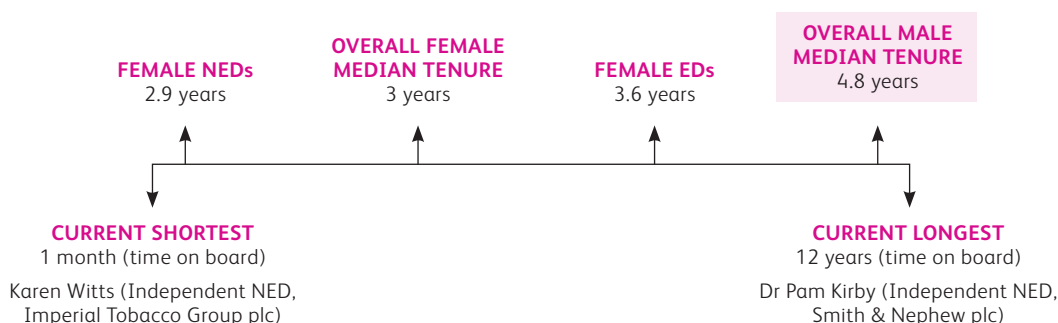 FEMALE NEDs
2.9 years
OVERALL FEMALE
MEDIAN TENURE
3 years
FEMALE EDs
3.6 years
OVERALL MALE
MEDIAN TENURE
4.8 years
CURRENT SHORTEST
1 month (time on board)
Karen Witts (Independent NED,
Imperial Tobacco Group plc)
CURRENT LONGEST
12 years (time on board)
Dr Pam Kirby (Independent NED,
Smith & Nephew plc)